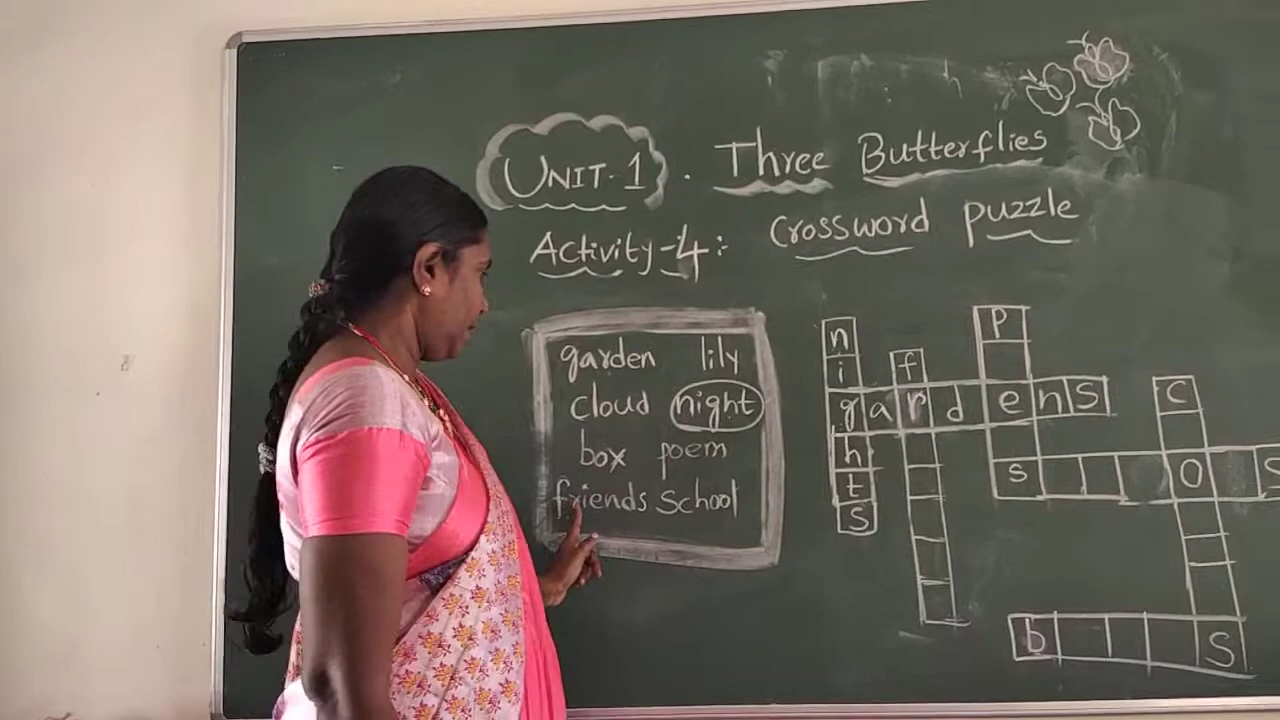 UNIT-1. Three Butterflies
Activity-4: Crossword puzzle
garden lily
cloud night
box poem
friends School
n
i
g a r d e n s
h
t
s
f
P
C
s o s
b s